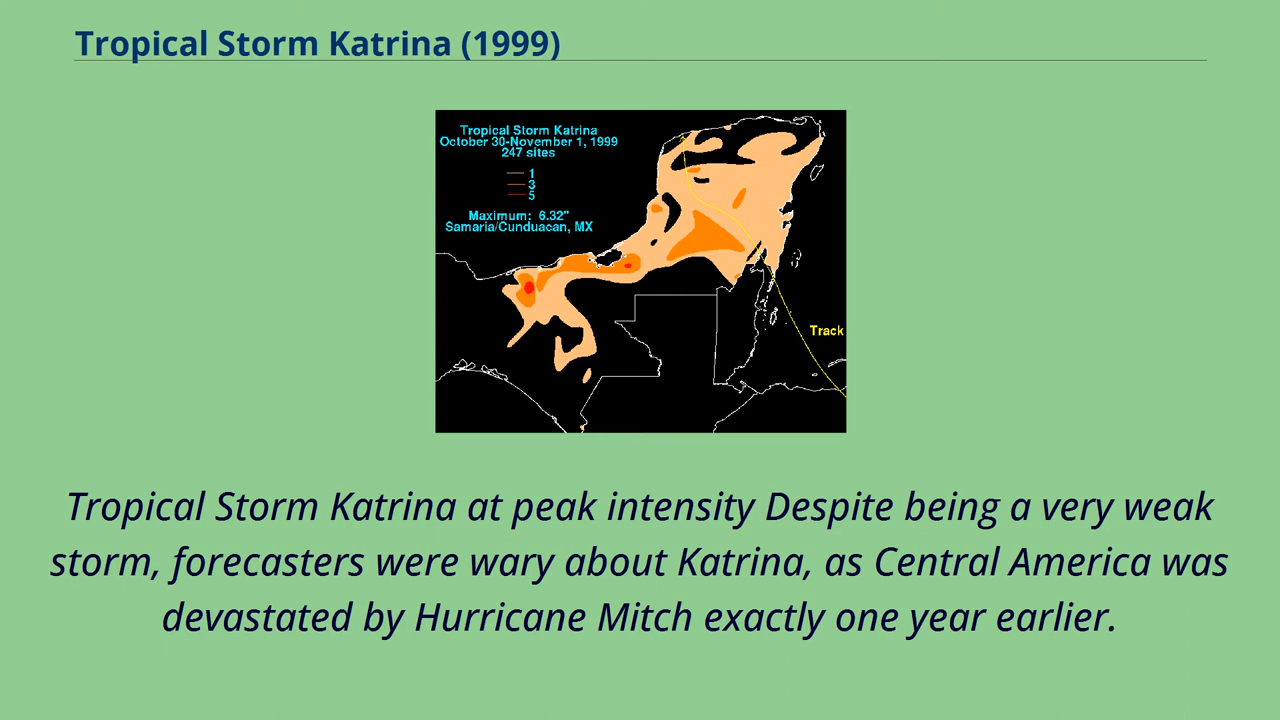 Tropical Storm Katrina (1999)
Tropical Storm Katrina
October 30-November 1, 1999
247 sites
1
3
5
Maximum: 6.32"
Samaria/Cunduacan, MX
Track
Tropical Storm Katrina at peak intensity Despite being a very weak
storm, forecasters were wary about Katrina, as Central America was
devastated by Hurricane Mitch exactly one year earlier.